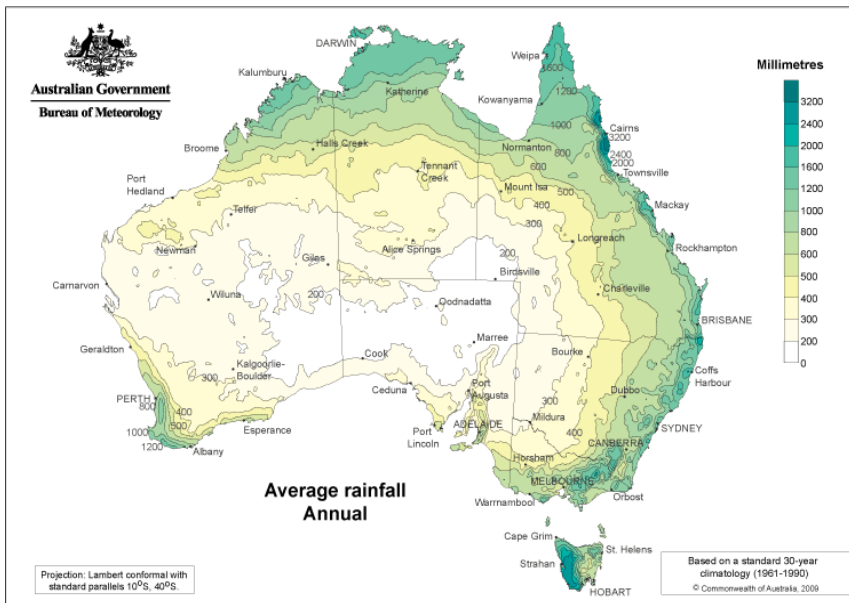 Australian Government
Bureau of Meteorology
DARWIN
Kalumburu
Katherine
Weipa
1600
1200
Kowanyama
1000
Millimetres
3200
2400
2000
1600
1200
1000
800
600
500
400
300
200
0
Cairns
3200
2400
2000
Townsville
Broome
Halls Creek
Normanton
800
600
Tennant
Creek
Mount Isa
500
400
300
Mackay
Port
Hedland
Telfer
Newman
Alice Springs
Longreach
Rockhampton
Giles
200
Birdsville
Carnarvon
Wiluna
200
Oodnadatta
Charleville
BRISBANE
Geraldton
Marree
Cook
Bourke
Kalgoorlie-
Boulder
300
Coffs
Harbour
Ceduna
Port
Augusta
Dubbo
PERTH
800
400
500
Esperance
300
Mildura
SYDNEY
1000
1200
Albany
Port
Lincoln
ADELAIDE
400
CANBERRA
Horsham
MELBOURNE
Warrnambool
Orbost
Average rainfall
Annual
Cape Grim
St. Helens
Strahan
HOBART
Projection: Lambert conformal with
standard parallels 10°S, 40°S.
Based on a standard 30-year
climatology (1961-1990)
© Commonwealth of Australia, 2009